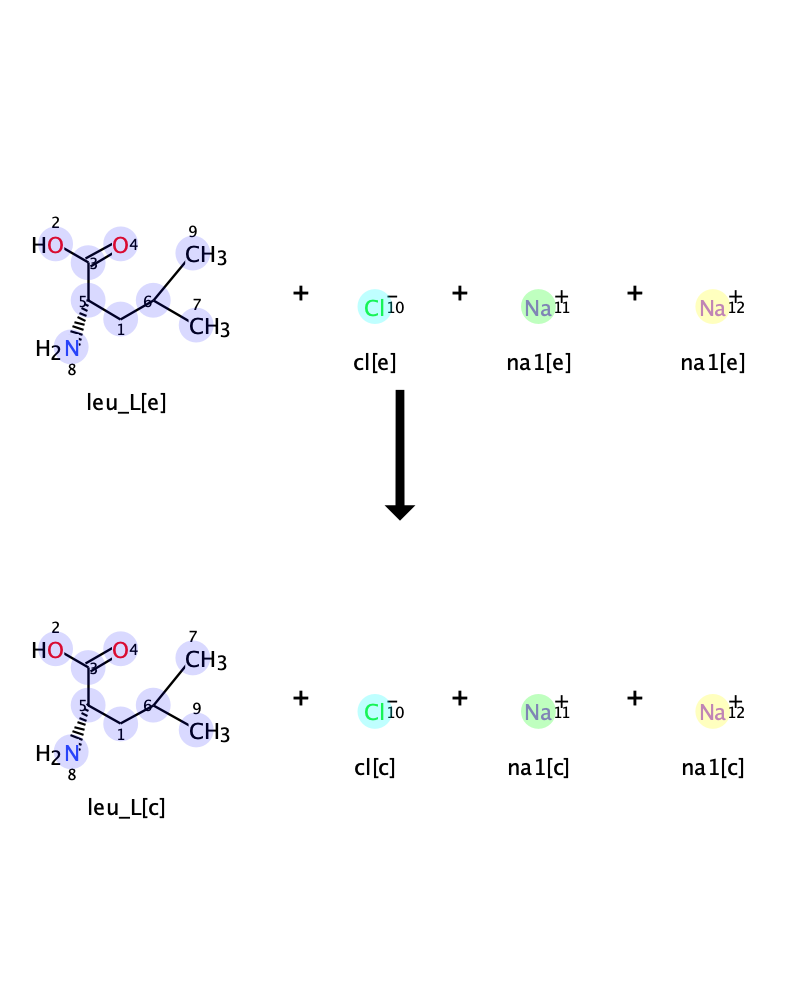 2 9
HO O4 CH3
3
5 6 7
1 CH3
H2N
8
+ Cl− 10 + Na+ 11 + Na+ 12
leu_L[e] cl[e] na1[e] na1[e]
2 7
HO O4 CH3
3
5 6 9
1 CH3
H2N
8
+ Cl− 10 + Na+ 11 + Na+ 12
leu_L[c] cl[c] na1[c] na1[c]